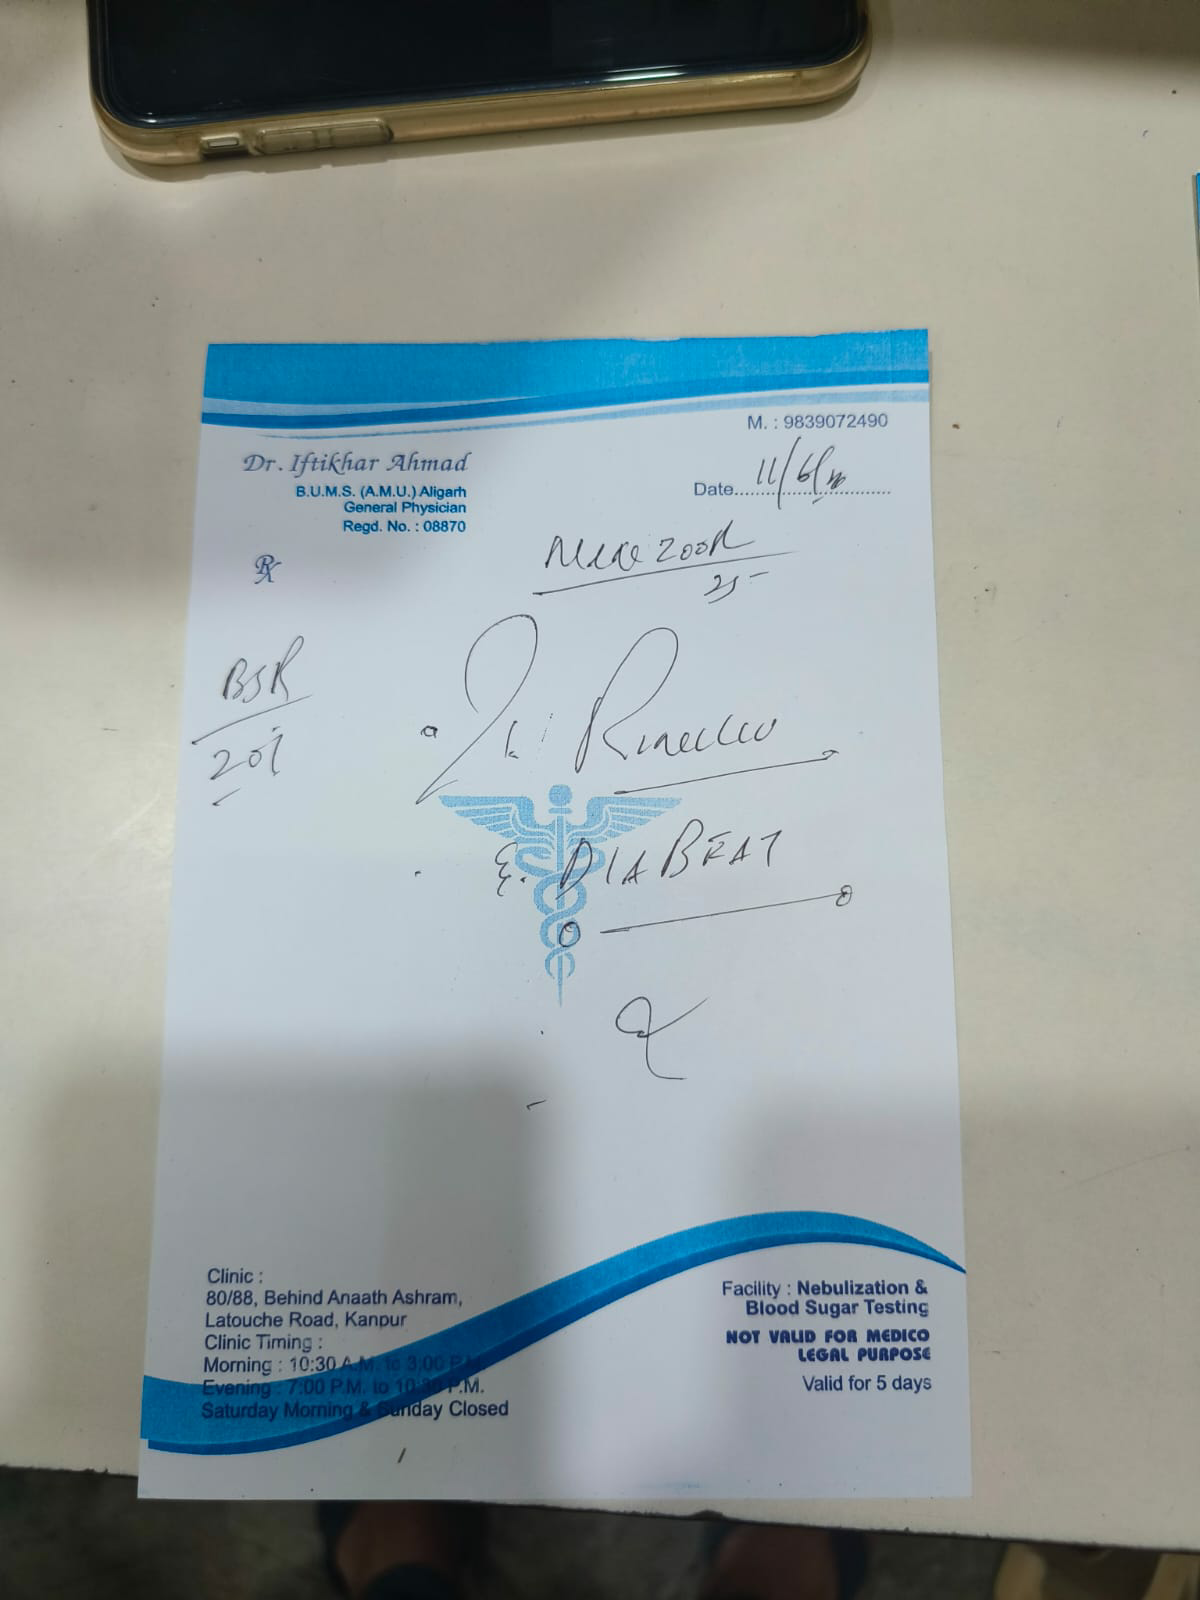 M. : 9839072490
Dr. Iftikhar Ahmad
B.U.M.S. (A.M.U.) Aligarh
General Physician
Regd. No. : 08870
Date....11/6/
Rx
BSR
DIABEAT
Clinic :
80/88, Behind Anaath Ashram,
Latouche Road, Kanpur
Clinic Timing :
Morning : 10:30 A.M. to 3:00 P.M.
Evening : 7:00 P.M. to 10:30 P.M.
Saturday Morning & Sunday Closed
Facility : Nebulization &
Blood Sugar Testing
NOT VALID FOR MEDICO
LEGAL PURPOSE
Valid for 5 days